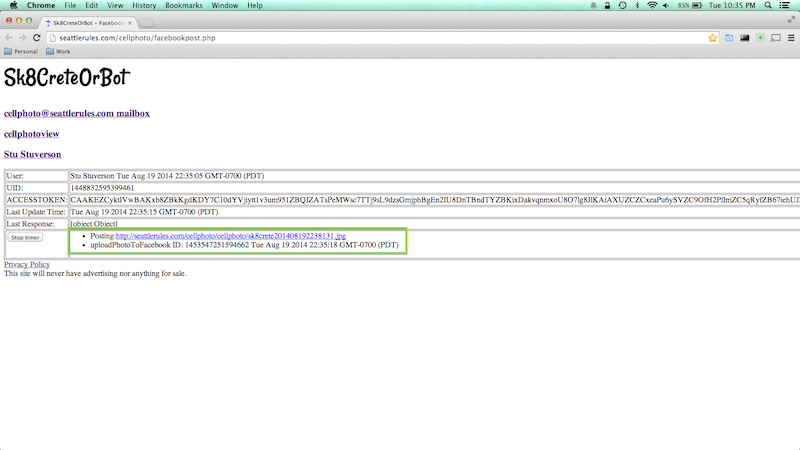 Chrome File Edit View History Bookmarks Window Help 85% Tue 10:35 PM
Sk8CreteOrBot - Facebook
seattlerules.com/cellphoto/facebookpost.php
Personal Work
Sk8CreteOrBot
cellphoto@seattlerules.com mailbox
cellphotoview
Stu Stuverson
User: Stu Stuverson Tue Aug 19 2014 22:35:05 GMT-0700 (PDT)
UID: 1448832595399461
ACCESSTOKEN:
Last Update Time: Tue Aug 19 2014 22:35:15 GMT-0700 (PDT)
Last Response: [object Object]
Stop timer
Posting:http://seattlerules.com/cellphoto/cellphoto/sk8crete201408192238131.jpg
uploadPhotoToFacebook ID: 1453547251594662 Tue Aug 19 2014 22:35:18 GMT-0700 (PDT)
Privacy Policy
This site will never have advertising nor anything for sale.